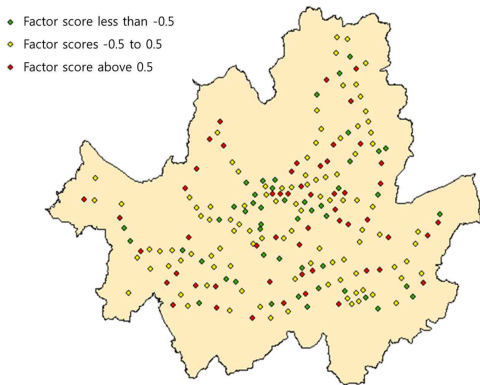 Factor score less than -0.5
Factor scores -0.5 to 0.5
Factor score above 0.5